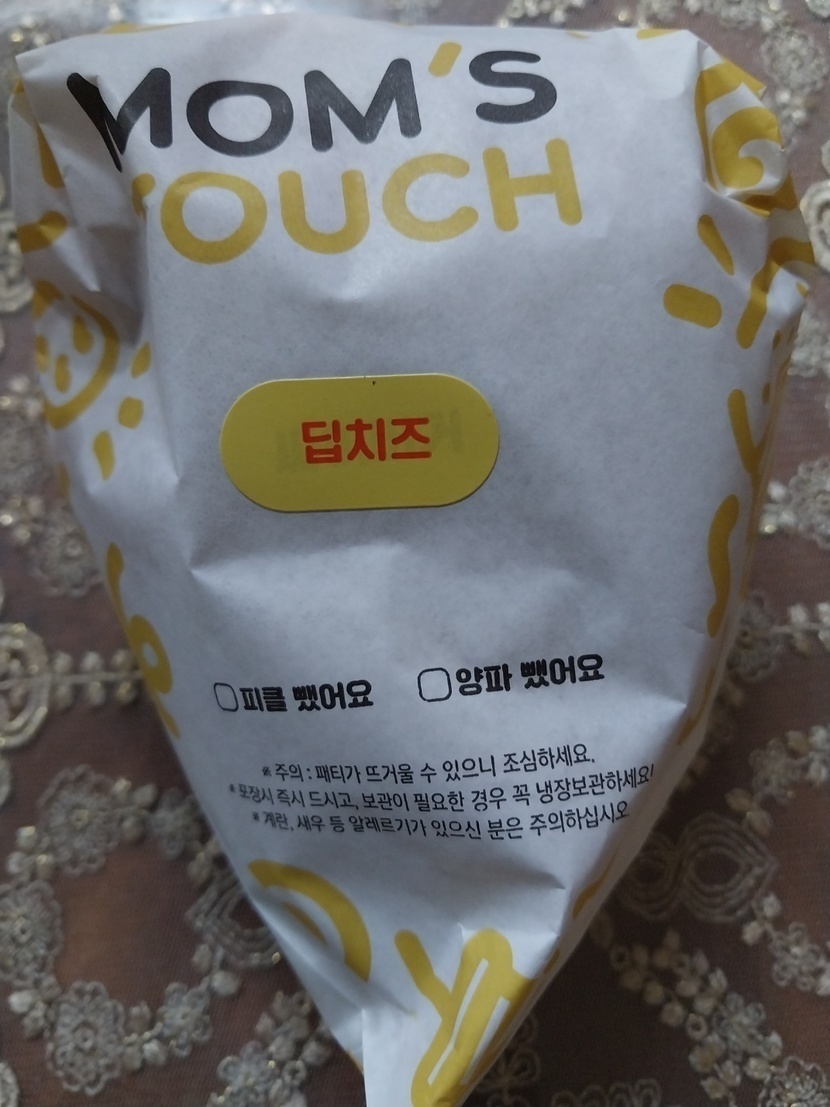 MOM'S
TOUCH
딥치즈
피클 뺐어요 양파 뺐어요
※ 주의 : 패티가 뜨거울 수 있으니 조심하세요.
※ 포장시 즉시 드시고, 보관이 필요한 경우 꼭 냉장보관하세요!
※ 계란, 새우 등 알레르기가 있으신 분은 주의하십시오